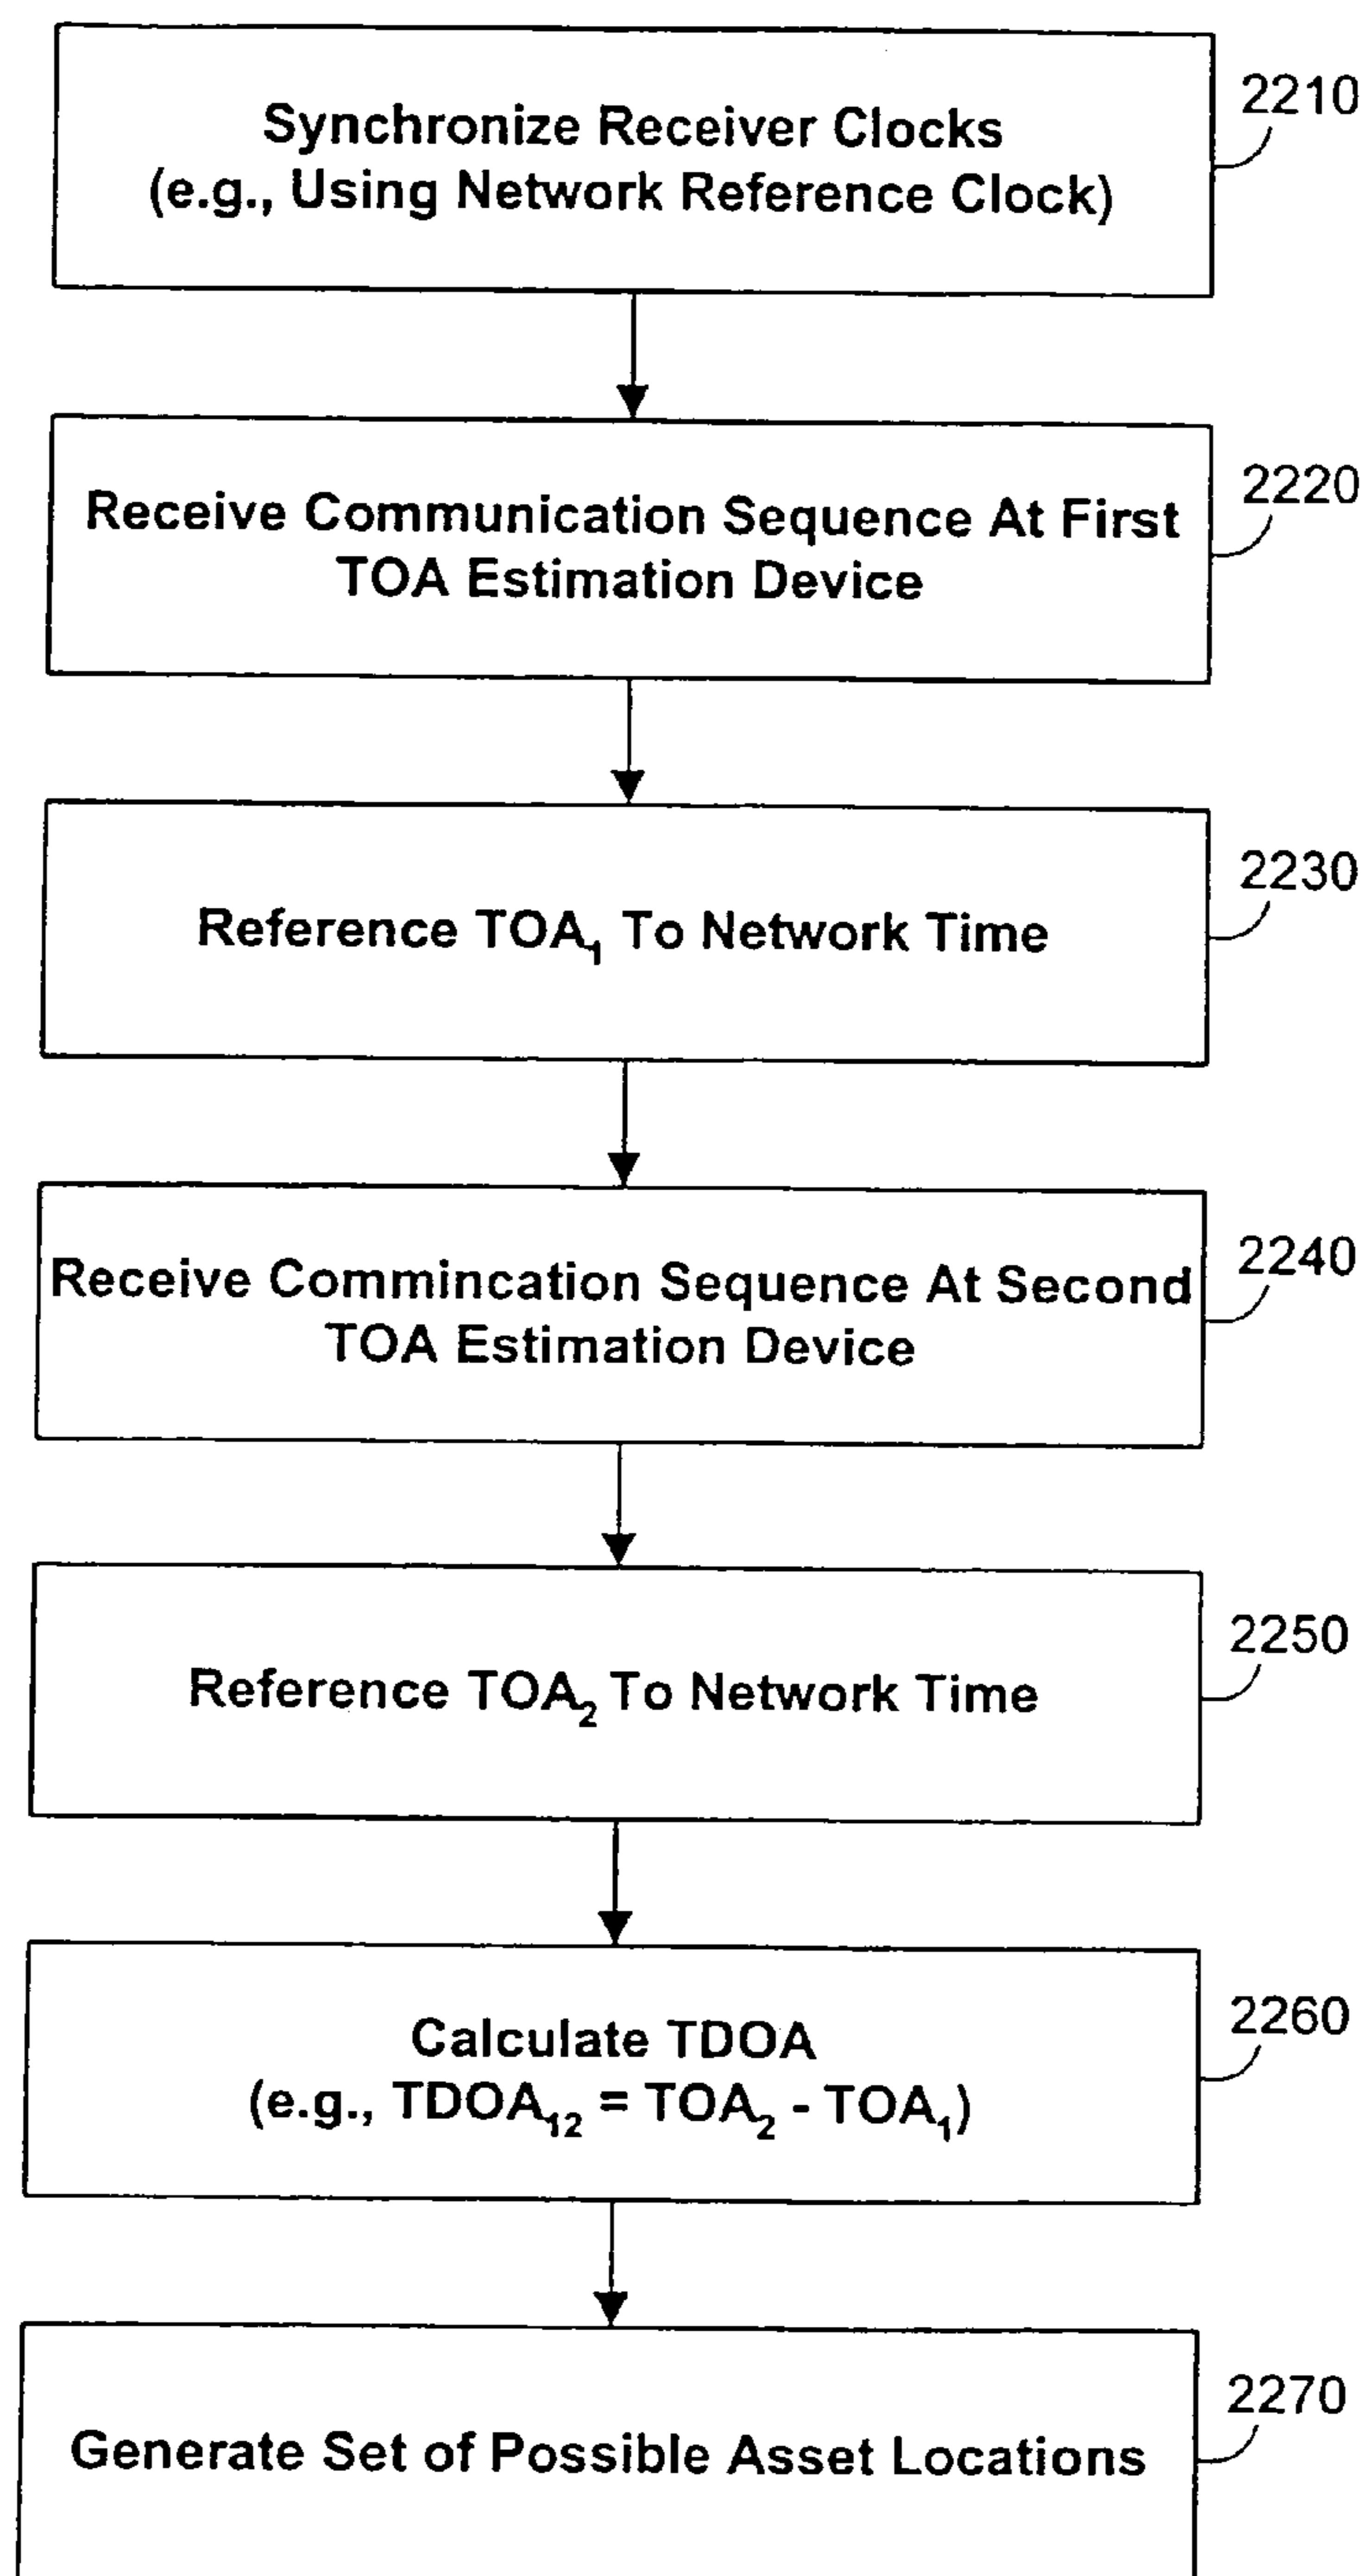 Synchronize Receiver Clocks
(e.g., Using Network Reference Clock)
2210
Receive Communication Sequence At First
TOA Estimation Device
2220
Reference TOA₁ To Network Time
2230
Receive Commincation Sequence At Second
TOA Estimation Device
2240
Reference TOA₂ To Network Time
2250
Calculate TDOA
(e.g., TDOA₁₂ = TOA₂ - TOA₁)
2260
Generate Set of Possible Asset Locations
2270